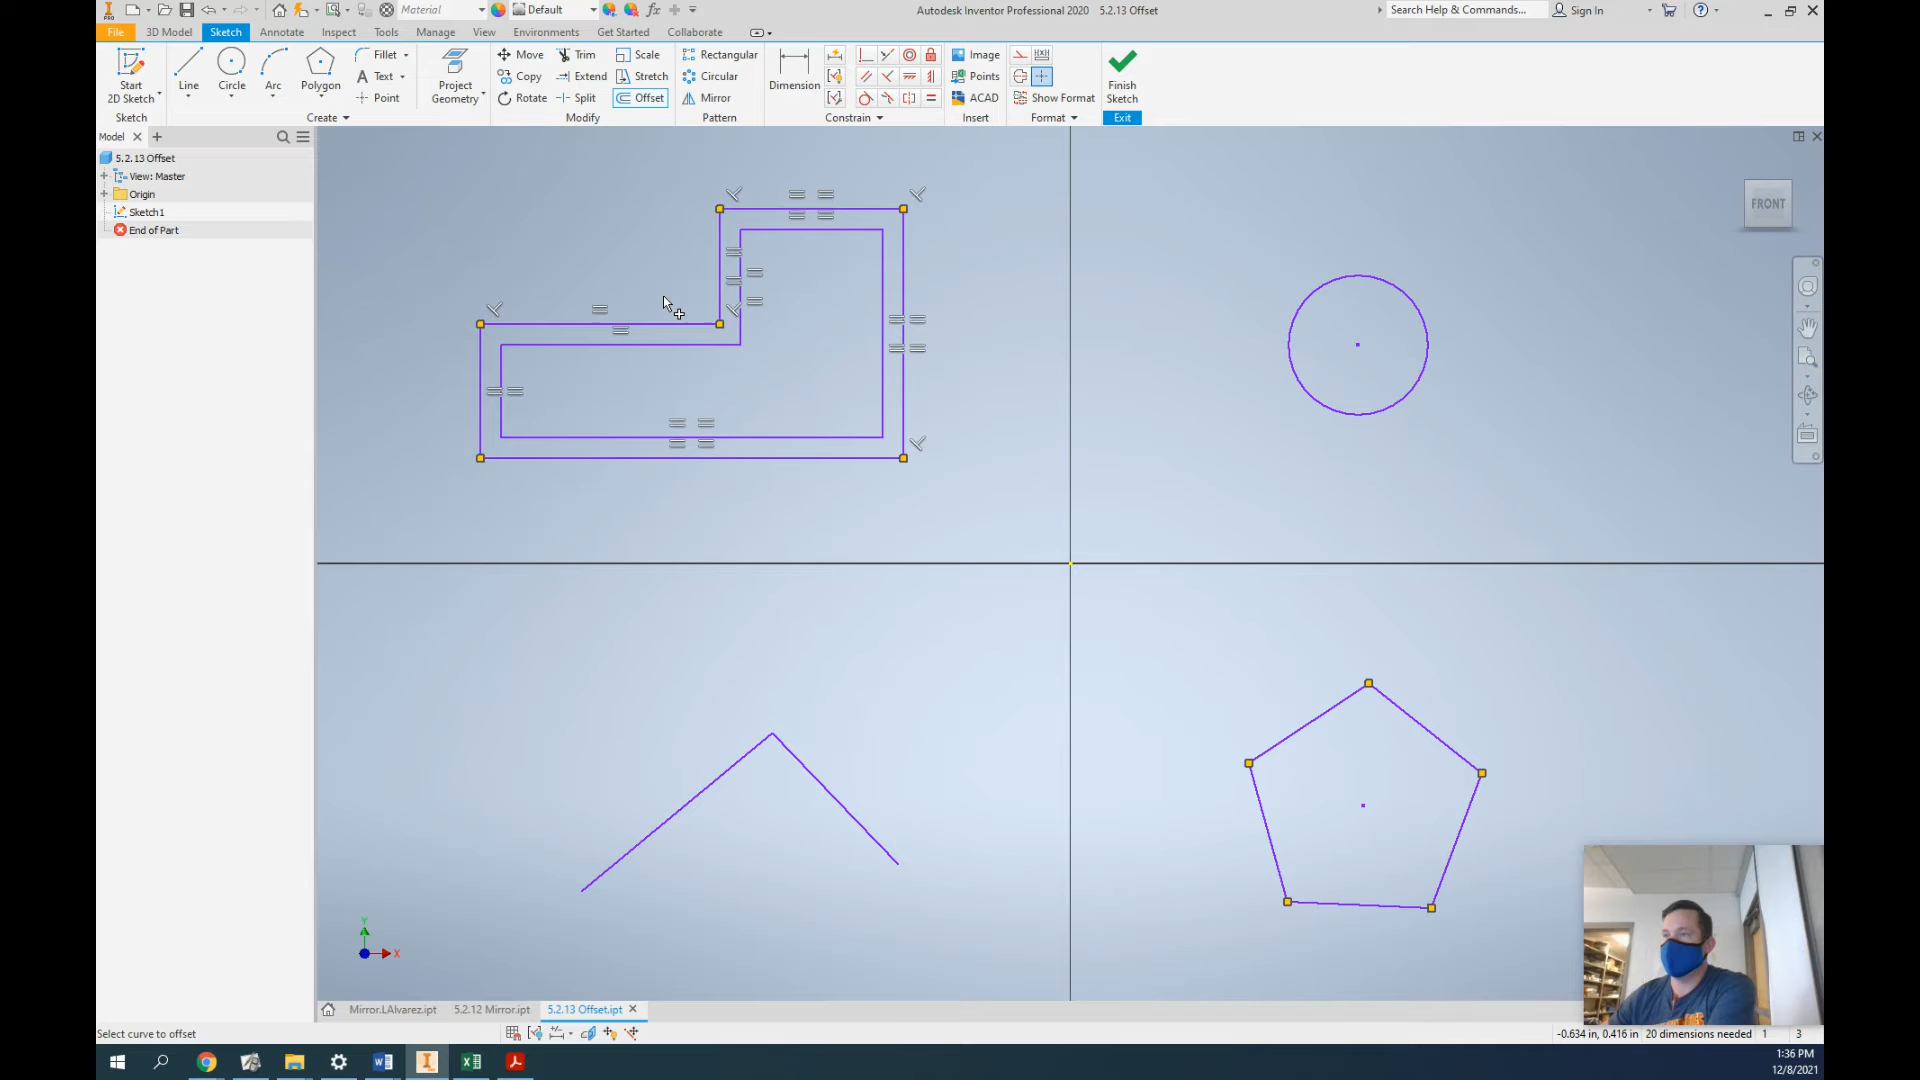 Material
Default
fx
Autodesk Inventor Professional 2020 5.2.13 Offset
Search Help & Commands...
Sign In
File
3D Model
Sketch
Annotate
Inspect
Tools
Manage
View
Environments
Get Started
Collaborate
Start
2D Sketch
Line
Circle
Arc
Polygon
Fillet
Text
Point
Project
Geometry
Move
Copy
Rotate
Trim
Extend
Split
Scale
Stretch
Offset
Rectangular
Circular
Mirror
Dimension
Image
Points
ACAD
Show Format
Finish
Sketch
Sketch
Create
Modify
Pattern
Constrain
Insert
Format
Exit
Model
5.2.13 Offset
View: Master
Origin
Sketch1
End of Part
FRONT
Y
X
Mirror.LAlvarez.ipt
5.2.12 Mirror.ipt
5.2.13 Offset.ipt
Select curve to offset
-0.634 in, 0.416 in 20 dimensions needed 1 3
1:36 PM
12/8/2021